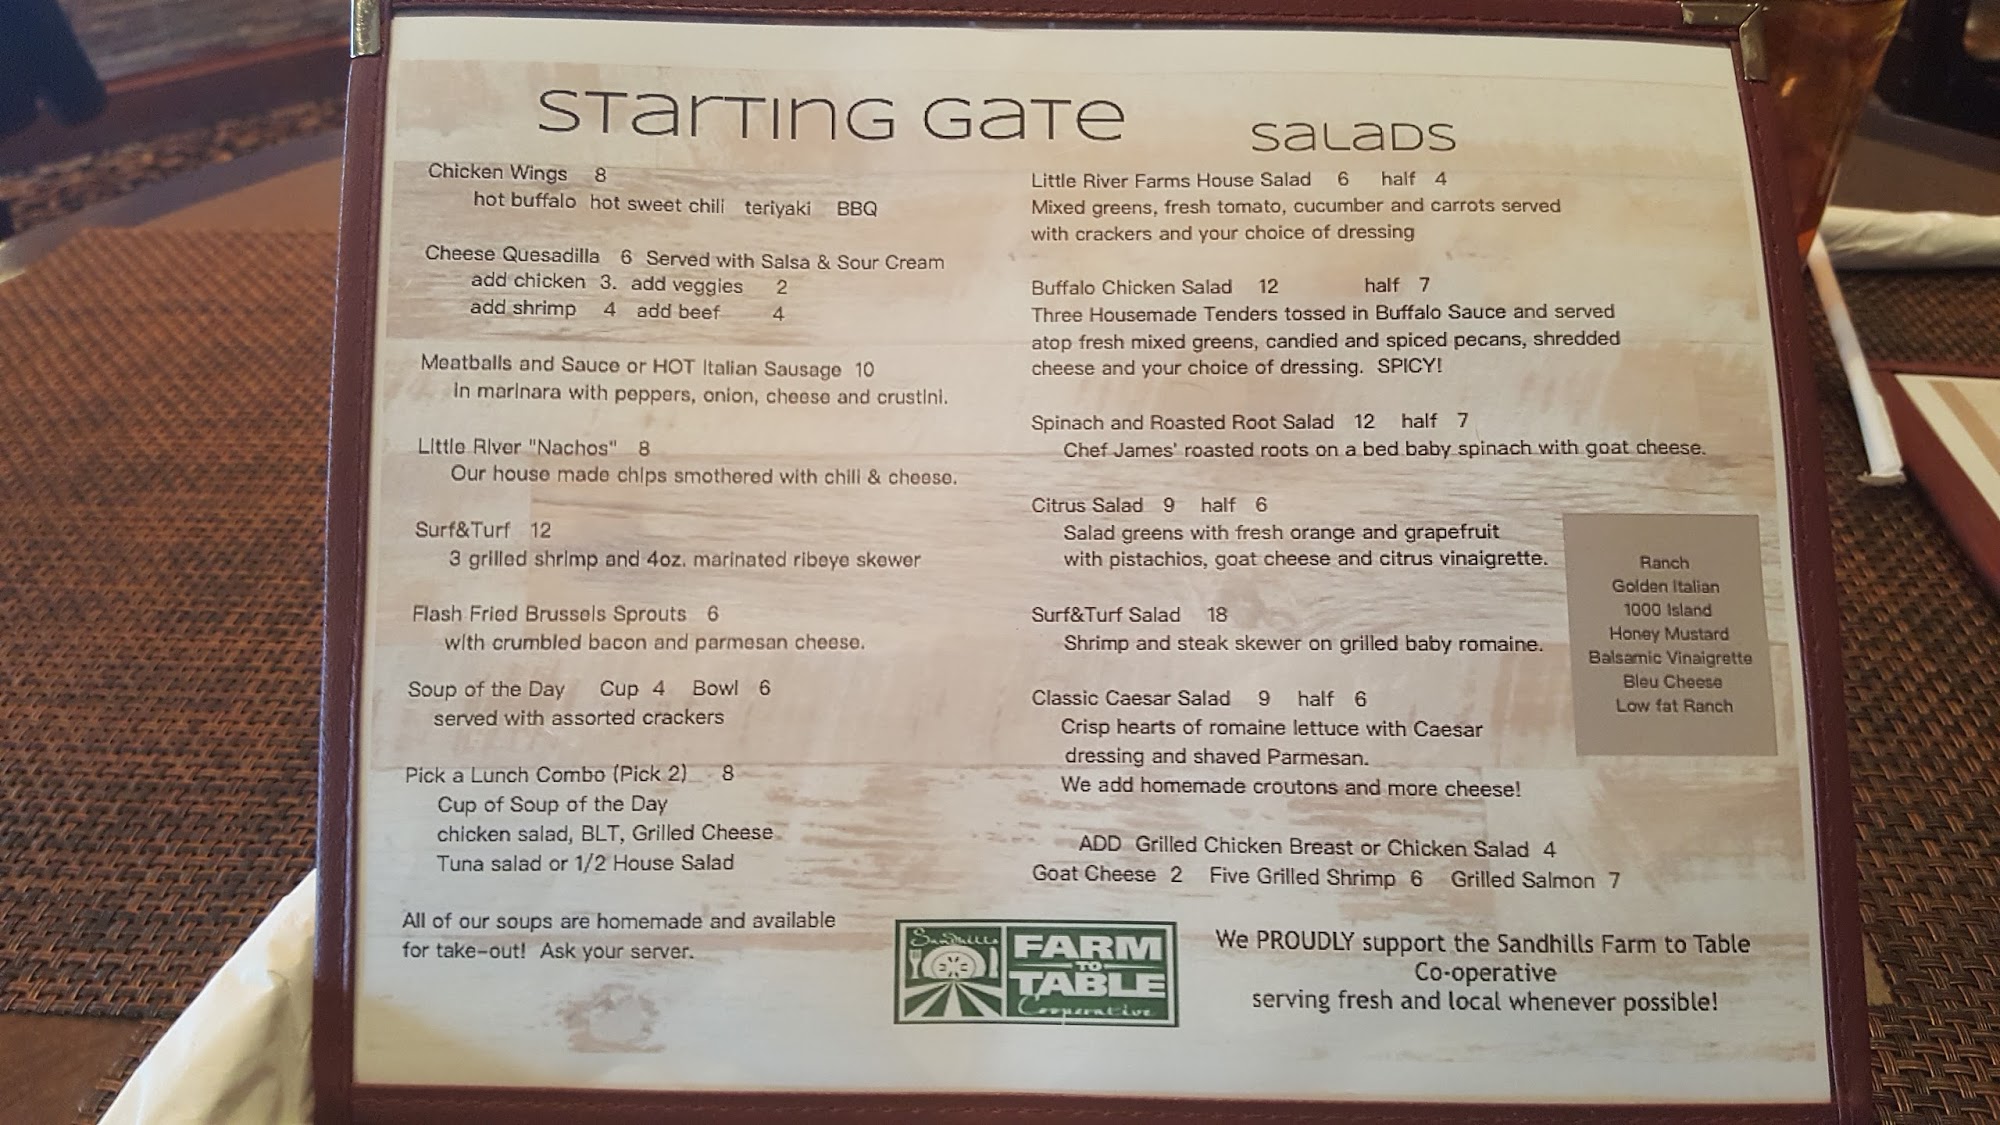 STarTING GaTe
Chicken Wings 8
hot buffalo hot sweet chili teriyaki BBQ
Cheese Quesadilla 6 Served with Salsa & Sour Cream
add chicken 3. add veggies 2
add shrimp 4 add beef 4
Meatballs and Sauce or HOT Italian Sausage 10
in marinara with peppers, onion, cheese and crustini.
Little River "Nachos" 8
Our house made chips smothered with chili & cheese.
Surf&Turf 12
3 grilled shrimp and 4oz. marinated ribeye skewer
Flash Fried Brussels Sprouts 6
with crumbled bacon and parmesan cheese.
Soup of the Day Cup 4 Bowl 6
served with assorted crackers
Pick a Lunch Combo (Pick 2) 8
Cup of Soup of the Day
chicken salad, BLT, Grilled Cheese
Tuna salad or 1/2 House Salad
All of our soups are homemade and available
for take-out! Ask your server.
SaLaDS
Little River Farms House Salad 6 half 4
Mixed greens, fresh tomato, cucumber and carrots served
with crackers and your choice of dressing
Buffalo Chicken Salad 12 half 7
Three Housemade Tenders tossed in Buffalo Sauce and served
atop fresh mixed greens, candied and spiced pecans, shredded
cheese and your choice of dressing. SPICY!
Spinach and Roasted Root Salad 12 half 7
Chef James' roasted roots on a bed baby spinach with goat cheese.
Citrus Salad 9 half 6
Salad greens with fresh orange and grapefruit
with pistachios, goat cheese and citrus vinaigrette.
Surf&Turf Salad 18
Shrimp and steak skewer on grilled baby romaine.
Classic Caesar Salad 9 half 6
Crisp hearts of romaine lettuce with Caesar
dressing and shaved Parmesan.
We add homemade croutons and more cheese!
ADD Grilled Chicken Breast or Chicken Salad 4
Goat Cheese 2 Five Grilled Shrimp 6 Grilled Salmon 7
Ranch
Golden Italian
1000 Island
Honey Mustard
Balsamic Vinaigrette
Bleu Cheese
Low fat Ranch
Sandhills
FARM
TO
TABLE
Cooperative
We PROUDLY support the Sandhills Farm to Table
Co-operative
serving fresh and local whenever possible!